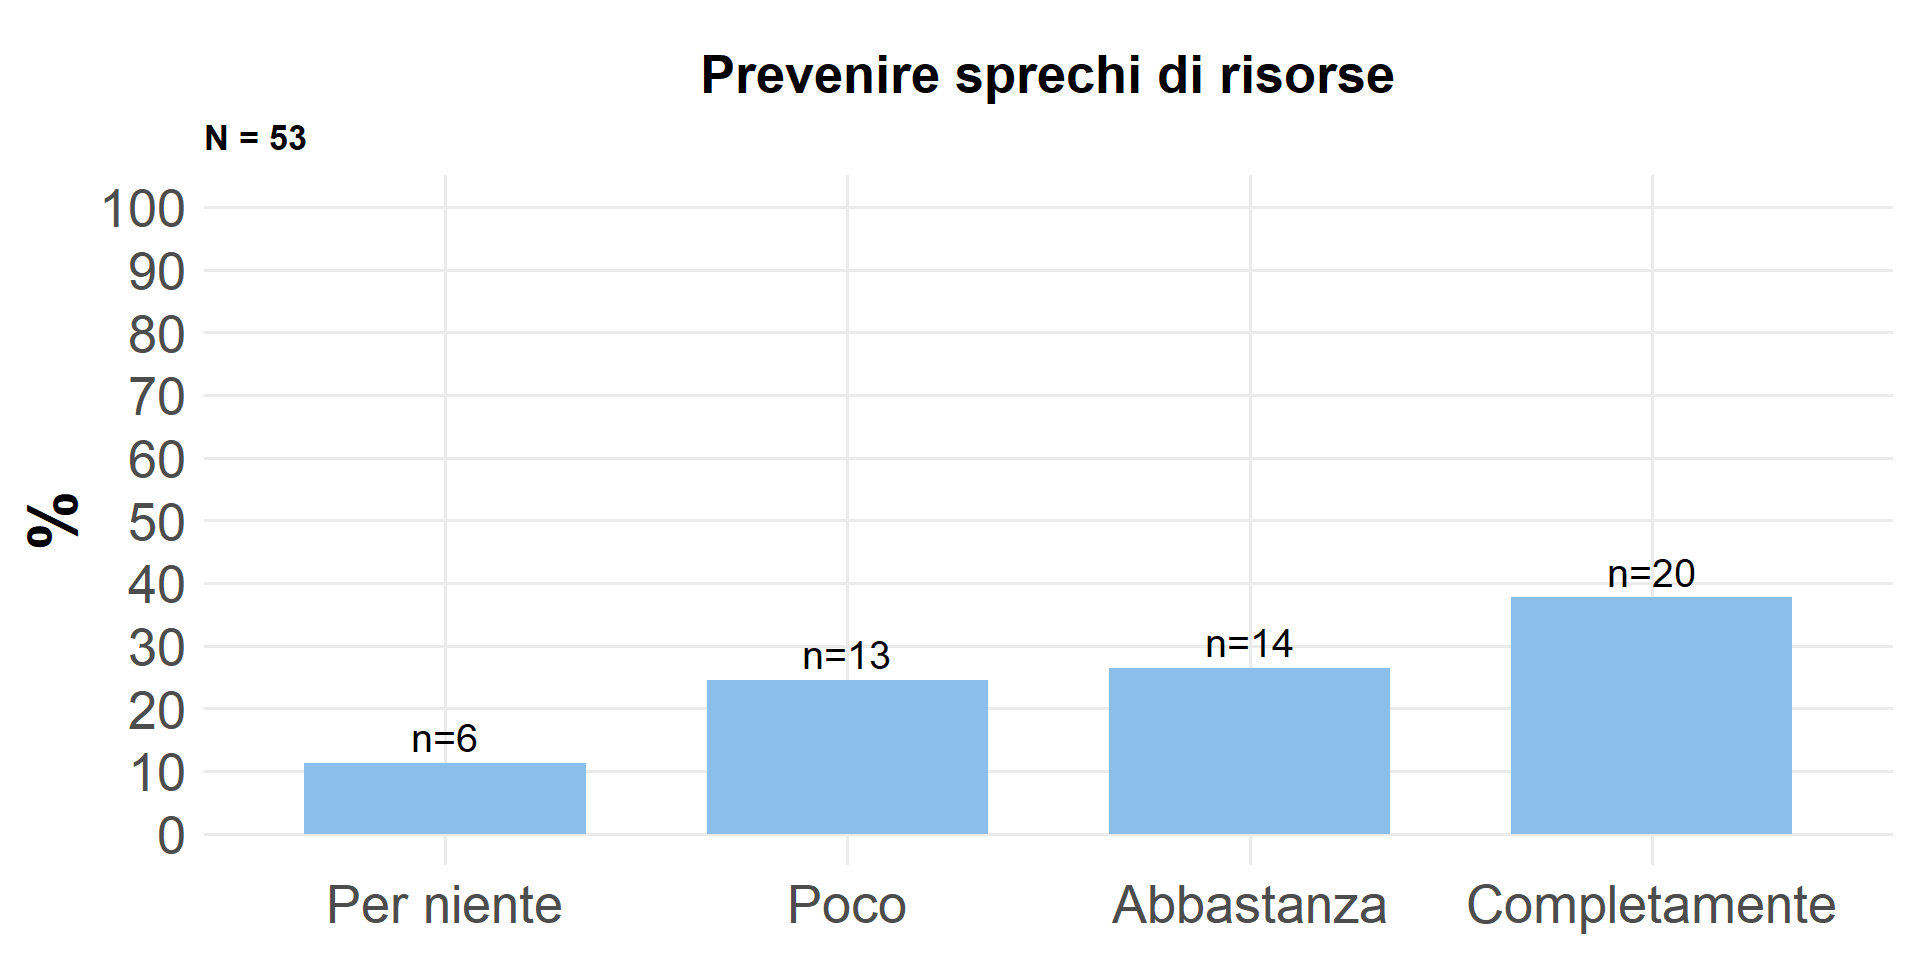 Prevenire sprechi di risorse
N = 53
100
90
80
70
60
50
40
30
20
10
0
%
n=6
n=13
n=14
n=20
Per niente
Poco
Abbastanza
Completamente